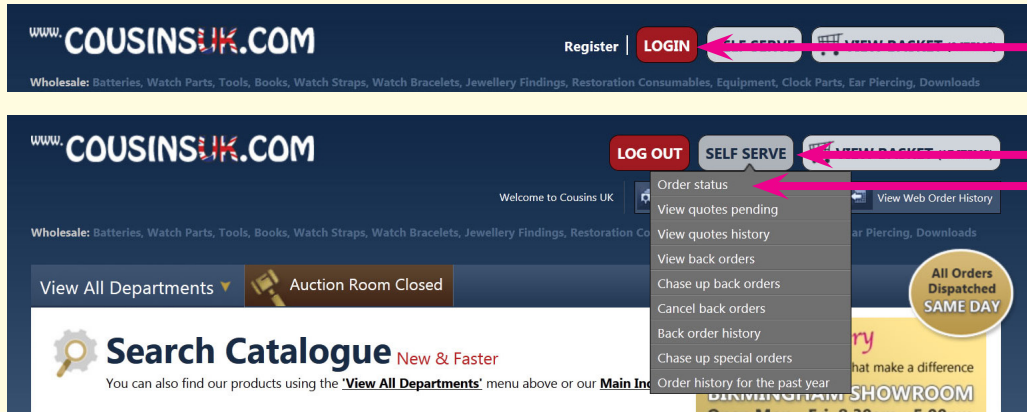 www.COUSINSUK.COM
Register | LOGIN
Wholesale: Batteries, Watch Parts, Tools, Books, Watch Straps, Watch Bracelets, Jewellery Findings, Restoration Consumables, Equipment, Clock Parts, Ear Piercing, Downloads
www.COUSINSUK.COM
LOG OUT SELF SERVE
Welcome to Cousins UK View Web Order History
Wholesale: Batteries, Watch Parts, Tools, Books, Watch Straps, Watch Bracelets, Jewellery Findings, Restoration ar Piercing, Downloads
Order status
View quotes pending
View quotes history
View back orders
Chase up back orders
Cancel back orders
Back order history
Chase up special orders
Order history for the past year
View All Departments Auction Room Closed
All Orders
Dispatched
SAME DAY
Search Catalogue New & Faster
You can also find our products using the 'View All Departments' menu above or our Main
hat make a difference
BIRMINGHAM SHOWROOM